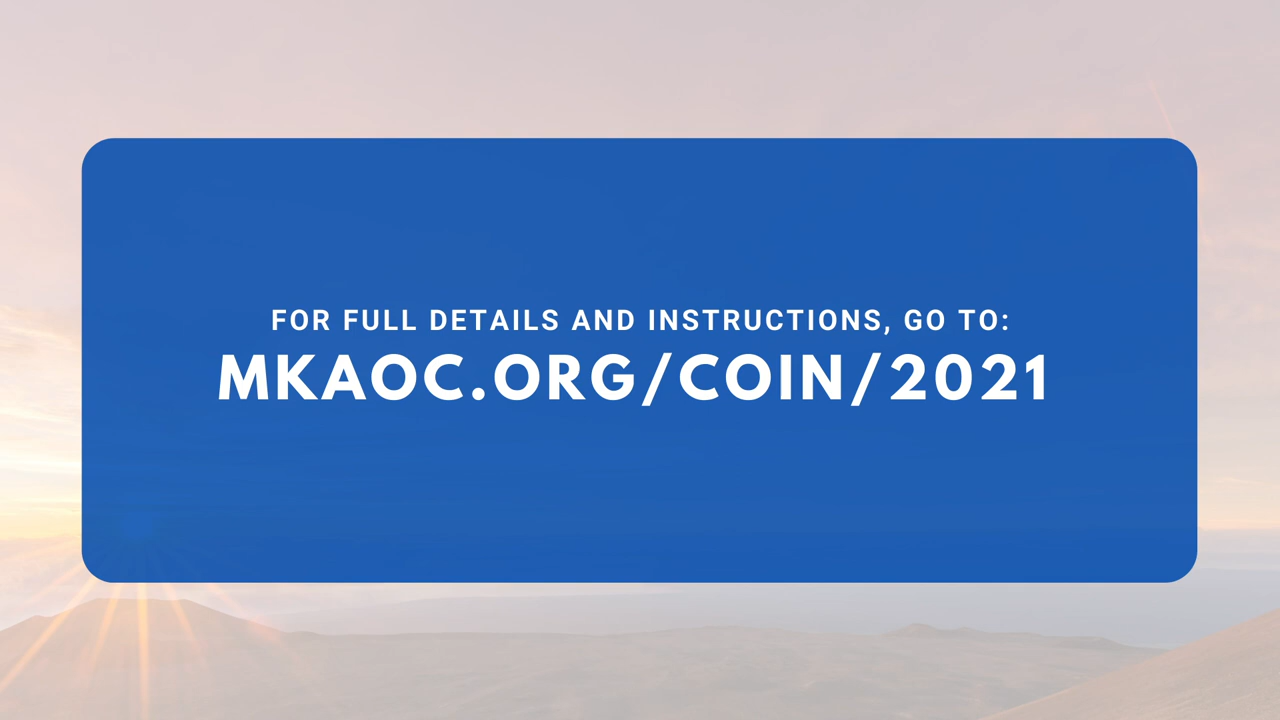 FOR FULL DETAILS AND INSTRUCTIONS, GO TO:
MKAOC.ORG/COIN/2021